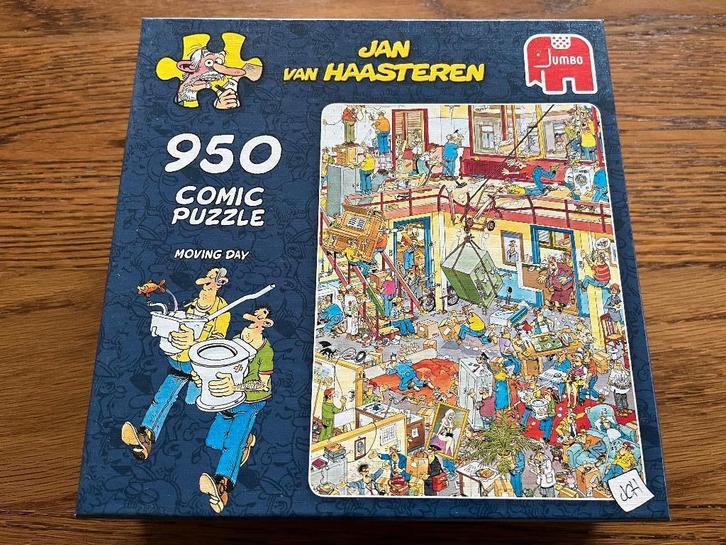 JAN
VAN HAASTEREN
JUMBO
950
COMIC
PUZZLE
MOVING DAY